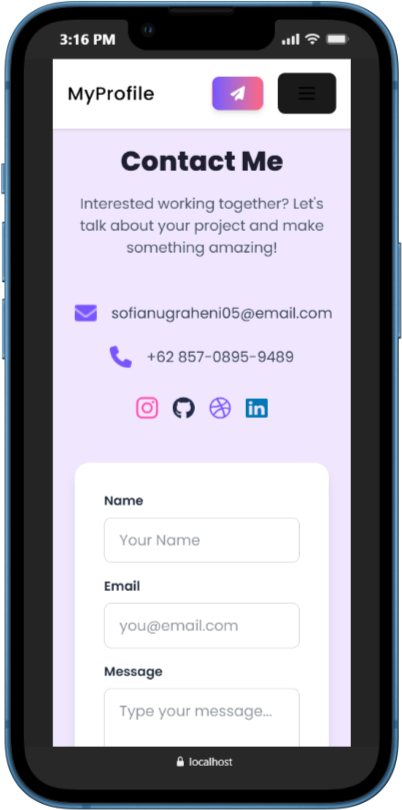 3:16 PM
MyProfile
Contact Me
Interested working together? Let's
talk about your project and make
something amazing!
sofianugraheni05@email.com
+62 857-0895-9489
Name
Your Name
Email
you@email.com
Message
Type your message...
localhost